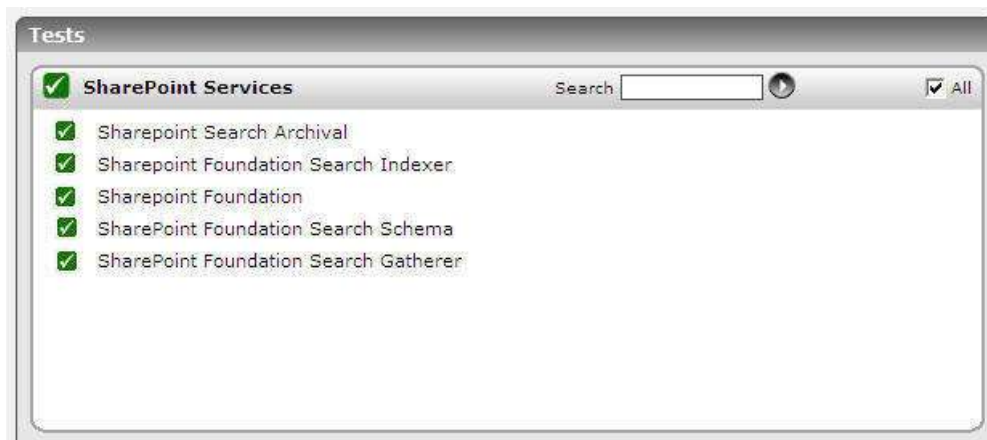 Tests
SharePoint Services Search All
Sharepoint Search Archival
Sharepoint Foundation Search Indexer
Sharepoint Foundation
SharePoint Foundation Search Schema
SharePoint Foundation Search Gatherer